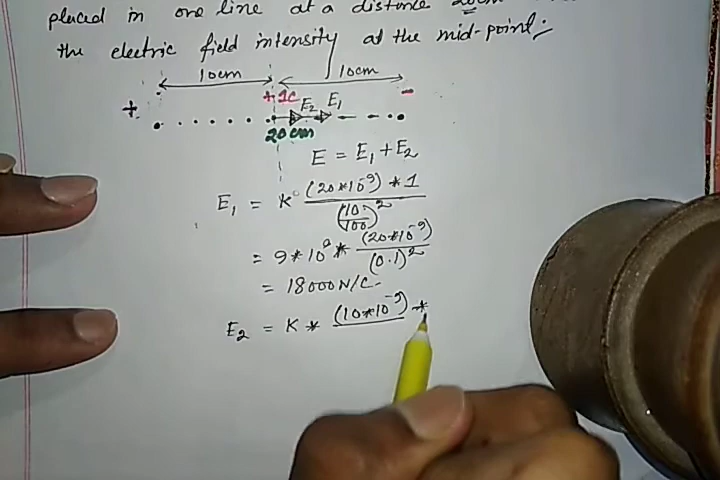 placed in one line at a distance 20cm
the electric field intensity at the mid-point:-
10cm 10cm
+ +1C E2 E1 -
20cm
E = E1 + E2
E1 = K (20*10^-9) * 1
(10/100)^2
= 9*10^9 * (20*10^-9)
(0.1)^2
= 18000 N/C-
E2 = K * (10*10^-9) *